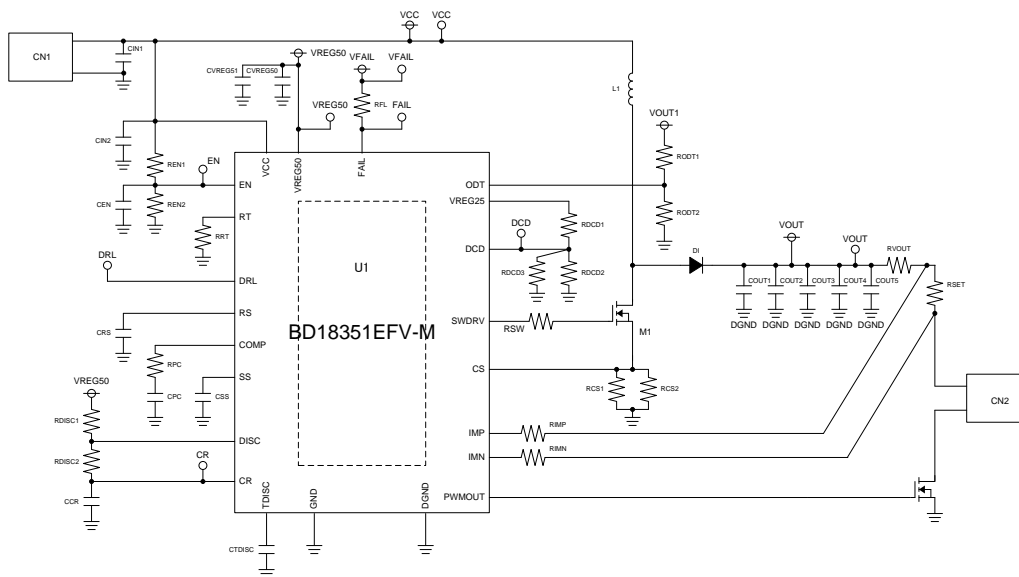 VCC VCC
CN1
CIN1
VREG50
VFAIL VFAIL
CVREG51 CVREG50
L1
VREG50
RFL FAIL
VOUT1
CIN2
REN1
EN
VCC
VREG50
FAIL
RODT1
CEN
REN2
EN
ODT
RT
VREG25
RODT2
RRT
DCD
RDCD1
DCD
DRL
DRL
RDCD3 RDCD2
U1
VOUT VOUT
DI
RVOUT
COUT1 COUT2 COUT3 COUT4 COUT5
RSET
DGND DGND DGND DGND DGND
CRS
RS
BD18351EFV-M
SWDRV
RSW
M1
COMP
RPC
CPC
SS
CSS
CS
RCS1 RCS2
CN2
VREG50
RDISC1
DISC
IMP
RIMP
RDISC2
CR
CR
IMN
RIMN
CCR
TDISC
GND
DGND
PWMOUT
CTDISC